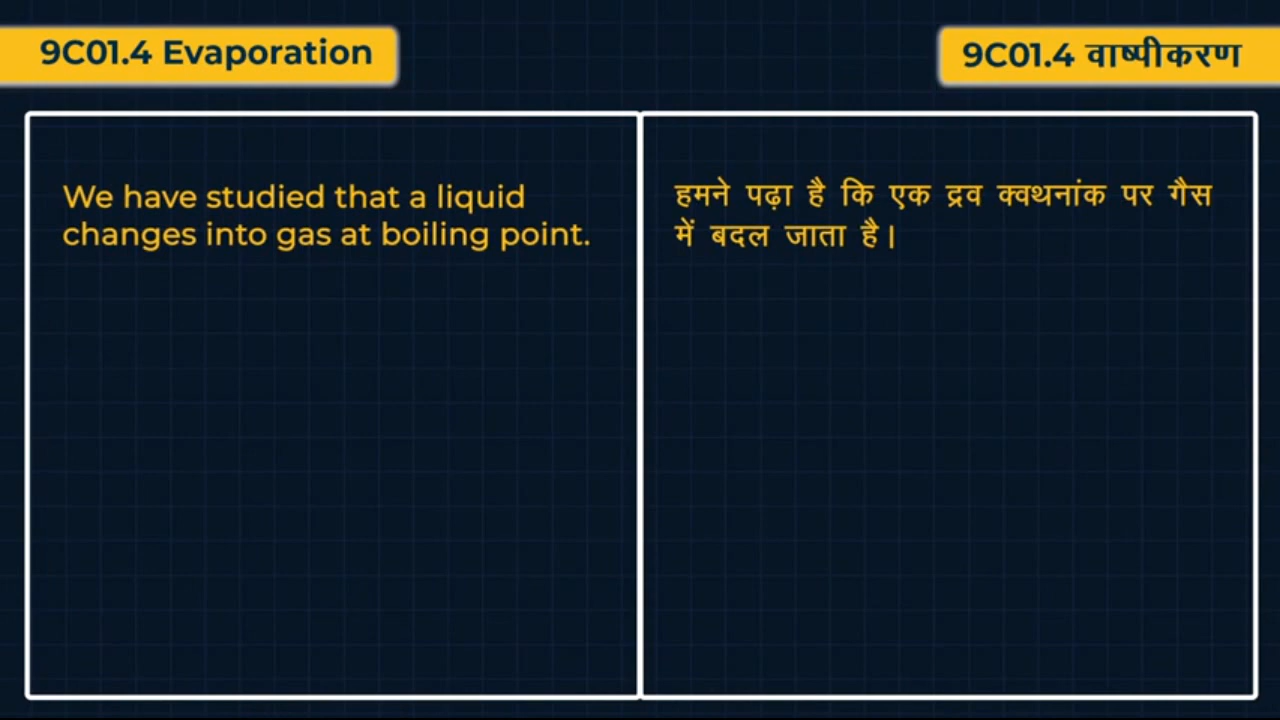 9C01.4 Evaporation
9C01.4 वाष्पीकरण
We have studied that a liquid
changes into gas at boiling point.
हमने पढ़ा है कि एक द्रव क्वथनांक पर गैस
में बदल जाता है।